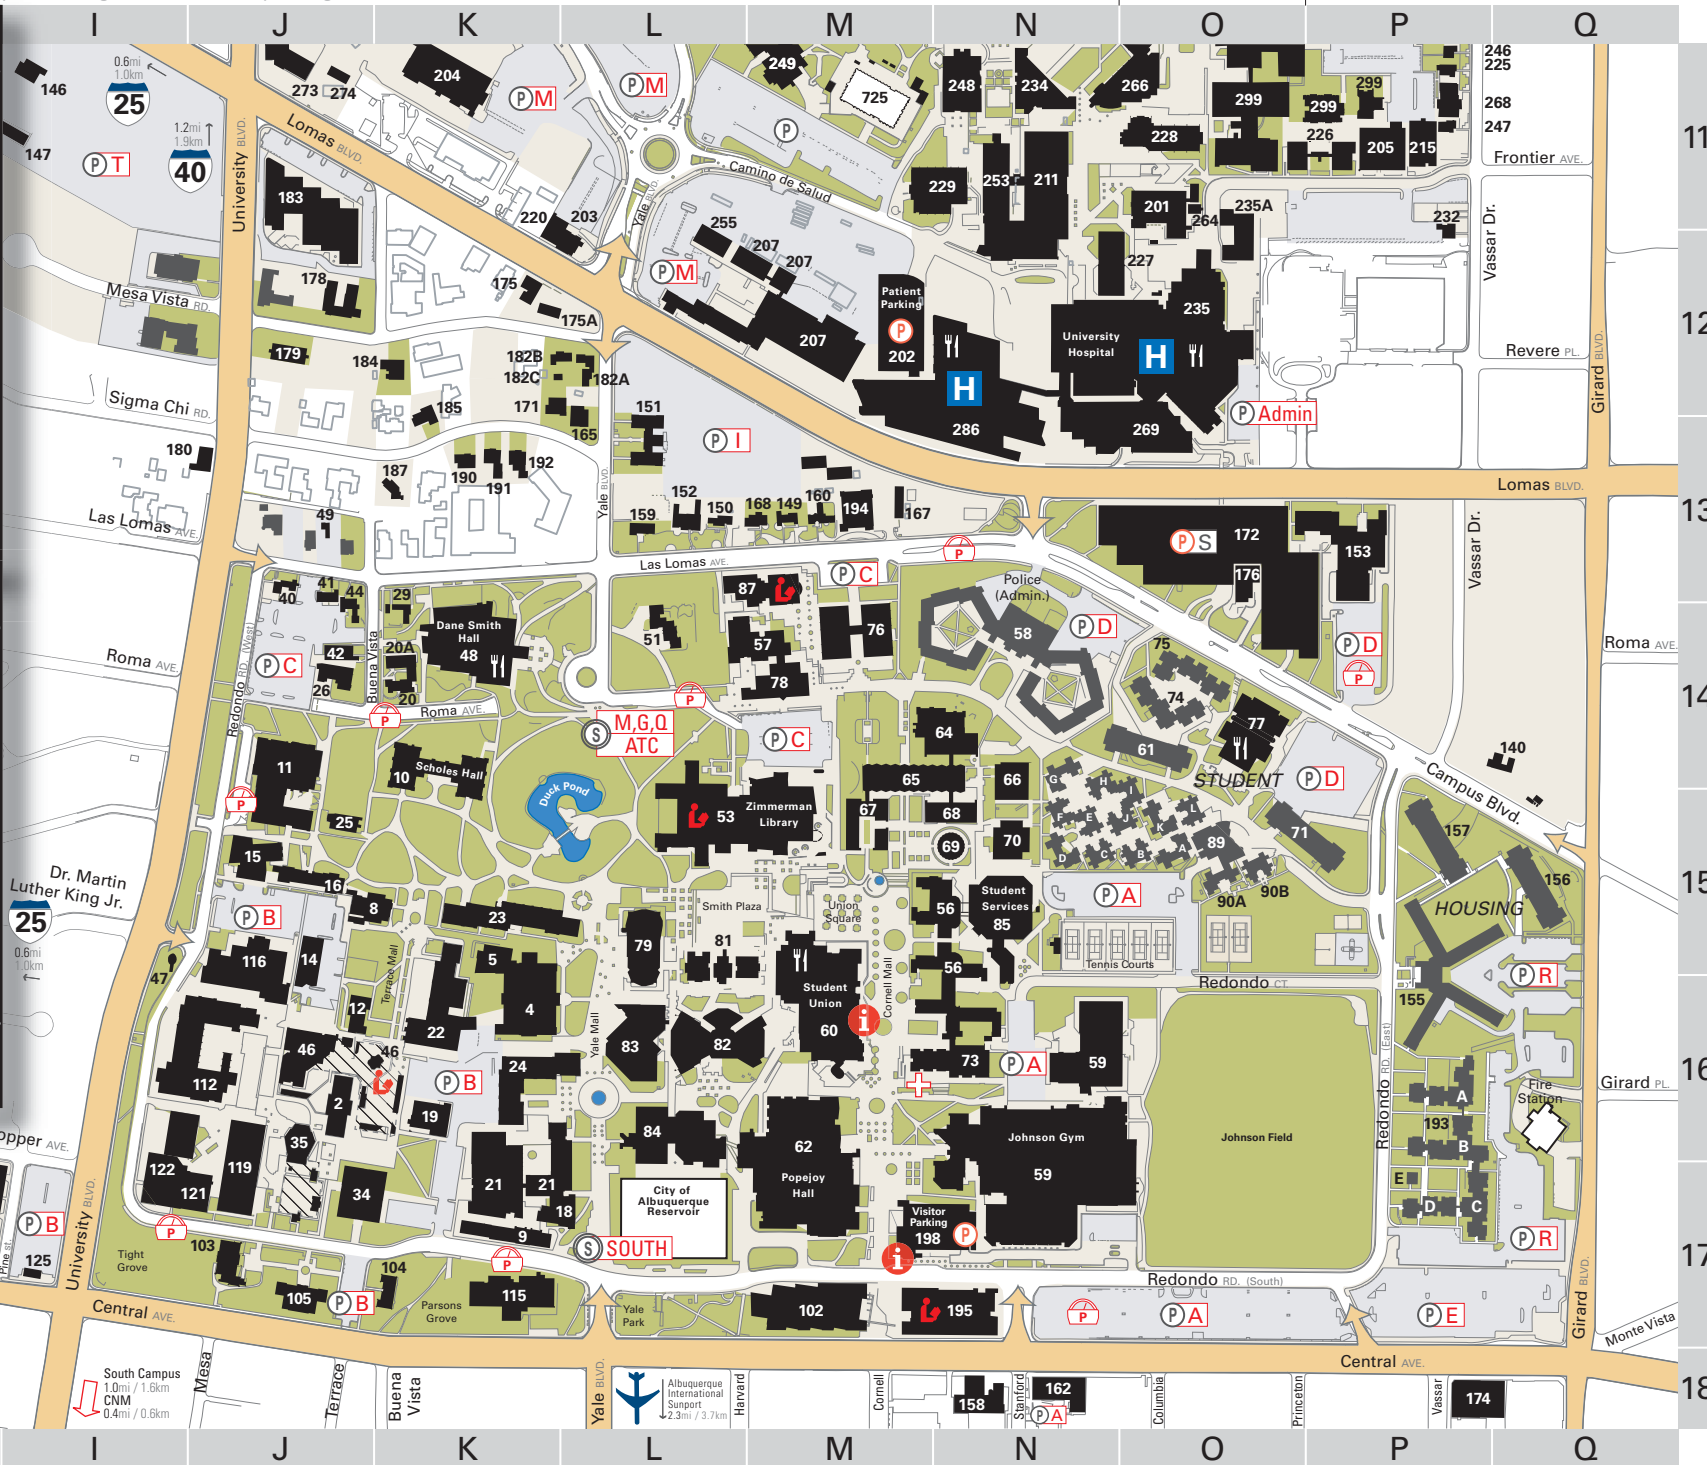 I J K L M N O P Q
146
0.6mi
1.0km
25
273
274
204
P M
P M
249
725
248
234
266
299
299
299
246
225
268
247
11
147
P T
1.2mi
1.9km
40
University BLVD.
Lomas BLVD.
P
Camino de Salud
229
253
211
228
226
205
215
Frontier AVE.
183
220
203
Yale BLVD.
255
207
207
201
264
235A
232
Vassar Dr.
Mesa Vista RD.
178
175
175A
P M
207
Patient
Parking
P
202
227
235
University
Hospital
H
H
12
Revere PL.
Girard BLVD.
179
184
182B
182C
182A
Sigma Chi RD.
185
171
165
151
P I
286
269
P Admin
180
187
190
191
192
Lomas BLVD.
Las Lomas AVE.
49
Yale BLVD.
159
152
150
168
149
160
194
167
P S
172
176
153
Vassar Dr.
13
Las Lomas AVE.
P
40
41
44
29
87
P C
Police
(Admin.)
Dane Smith
Hall
48
51
57
76
58
P D
P D
P
Roma AVE.
Roma AVE.
P C
42
26
20A
20
Buena Vista
Redondo RD. (West)
78
75
74
77
14
Roma AVE.
P
P
S
M,G,Q
ATC
P C
64
61
STUDENT
P D
140
Campus Blvd.
11
10
Scholes Hall
Duck Pond
53
Zimmerman
Library
65
66
67
68
69
70
G H I F E J K L D C B A
89
71
157
P
25
15
16
8
23
Dr. Martin
Luther King Jr.
25
0.6mi
1.0km
P B
Smith Plaza
Union
Square
56
Student
Services
85
P A
90A
90B
HOUSING
156
15
47
116
14
Terrace Mall
5
4
79
81
Student
Union
60
i
Cornell Mall
56
Tennis Courts
Redondo CT.
155
P R
12
22
Yale Mall
83
82
46
46
112
2
P B
24
19
73
P A
59
Redondo RD. (East)
A
193
B
E
D
C
Fire
Station
16
Girard PL.
35
84
62
Popejoy
Hall
Johnson Gym
59
Johnson Field
122
121
119
34
21
21
18
9
City of
Albuquerque
Reservoir
Visitor
Parking
198
P
P B
125
University BLVD.
P
103
P
S
SOUTH
i
P R
17
Tight
Grove
105
P B
104
Parsons
Grove
115
Yale
Park
102
195
Redondo RD. (South)
P
P A
P E
Girard BLVD.
Monte Vista
Central AVE.
Central AVE.
South Campus
1.0mi / 1.6km
CNM
0.4mi / 0.6km
Mesa
Terrace
Buena
Vista
Yale BLVD.
Albuquerque
International
Sunport
2.3mi / 3.7km
Harvard
Cornell
158
Stanford
162
P A
Columbia
Princeton
Vassar
174
18
I J K L M N O P Q